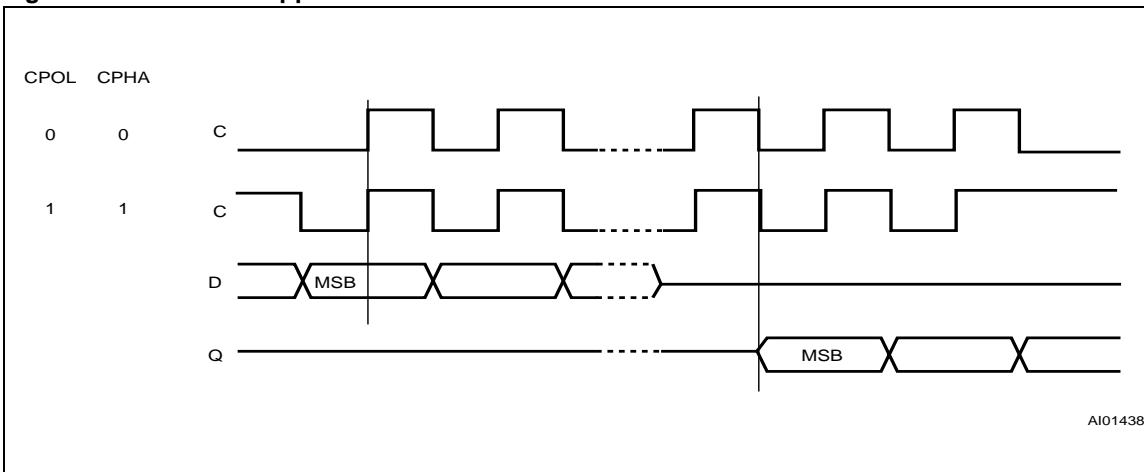 CPOL CPHA
0 0 C
1 1 C
D MSB
Q MSB
AI01438